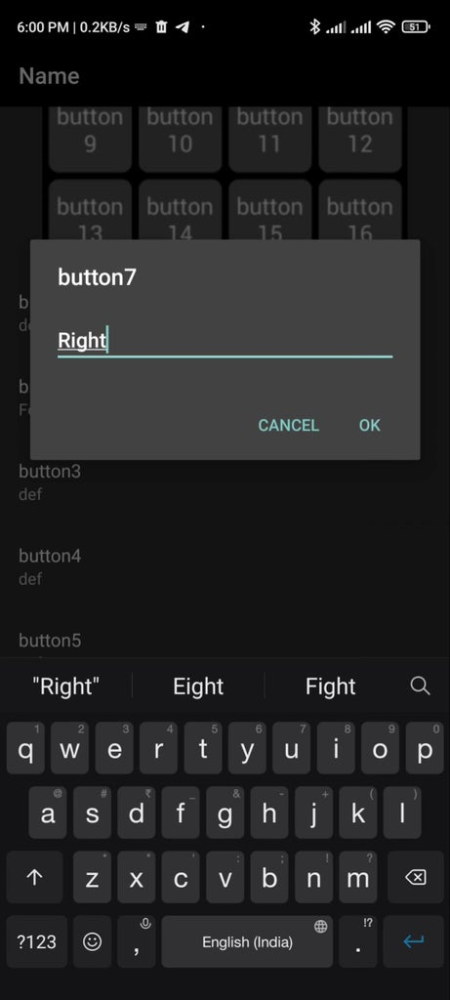 6:00 PM | 0.2KB/s
51
Name
button 9
button 10
button 11
button 12
button 13
button 14
button 15
button 16
button7
Right
CANCEL OK
button3
def
button4
def
button5
"Right" Eight Fight
1 2 3 4 5 6 7 8 9 0
q w e r t y u i o p
@ # ₹ _ & - + ( )
a s d f g h j k l
* " ' : ; ! ?
z x c v b n m
!?
?123 , English (India) .